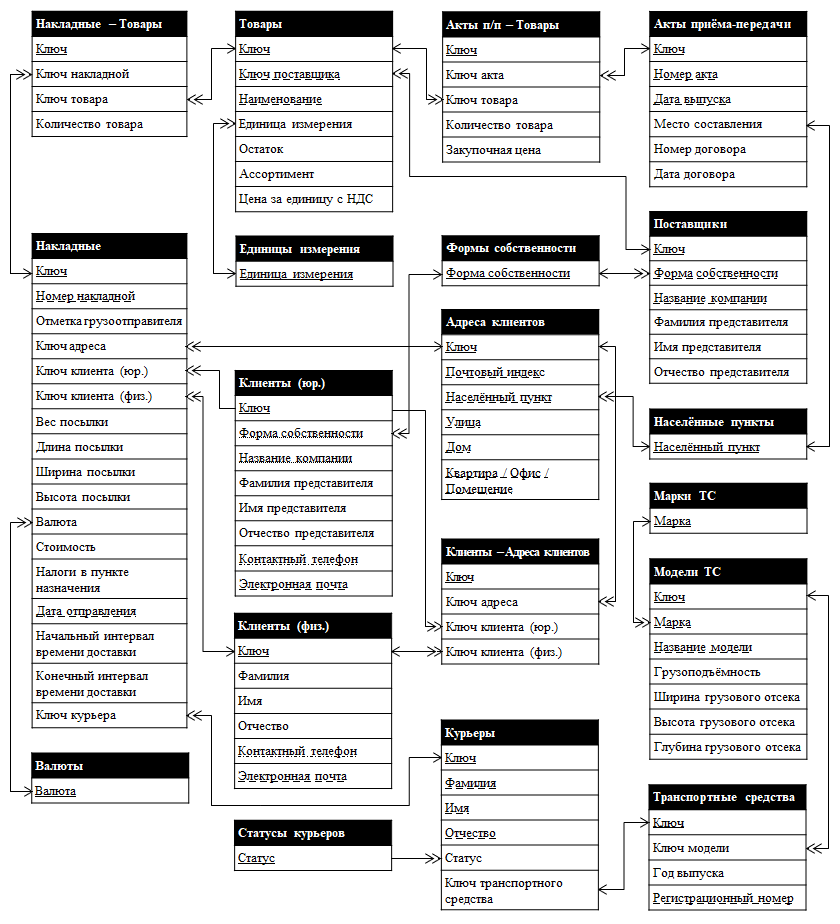 Накладные – Товары
Ключ
Ключ накладной
Ключ товара
Количество товара
Товары
Ключ
Ключ поставщика
Наименование
Единица измерения
Остаток
Ассортимент
Цена за единицу с НДС
Акты п/п – Товары
Ключ
Ключ акта
Ключ товара
Количество товара
Закупочная цена
Акты приёма-передачи
Ключ
Номер акта
Дата выпуска
Место составления
Номер договора
Дата договора
Накладные
Ключ
Номер накладной
Отметка грузоотправителя
Ключ адреса
Ключ клиента (юр.)
Ключ клиента (физ.)
Вес посылки
Длина посылки
Ширина посылки
Высота посылки
Валюта
Стоимость
Налоги в пункте
назначения
Дата отправления
Начальный интервал
времени доставки
Конечный интервал
времени доставки
Ключ курьера
Единицы измерения
Единица измерения
Формы собственности
Форма собственности
Поставщики
Ключ
Форма собственности
Название компании
Фамилия представителя
Имя представителя
Отчество представителя
Адреса клиентов
Ключ
Почтовый индекс
Населённый пункт
Улица
Дом
Квартира / Офис /
Помещение
Клиенты (юр.)
Ключ
Форма собственности
Название компании
Фамилия представителя
Имя представителя
Отчество представителя
Контактный телефон
Электронная почта
Населённые пункты
Населённый пункт
Марки ТС
Марка
Клиенты – Адреса клиентов
Ключ
Ключ адреса
Ключ клиента (юр.)
Ключ клиента (физ.)
Модели ТС
Ключ
Марка
Название модели
Грузоподъёмность
Ширина грузового отсека
Высота грузового отсека
Глубина грузового отсека
Клиенты (физ.)
Ключ
Фамилия
Имя
Отчество
Контактный телефон
Электронная почта
Курьеры
Ключ
Фамилия
Имя
Отчество
Статус
Ключ транспортного
средства
Валюты
Валюта
Статусы курьеров
Статус
Транспортные средства
Ключ
Ключ модели
Год выпуска
Регистрационный номер